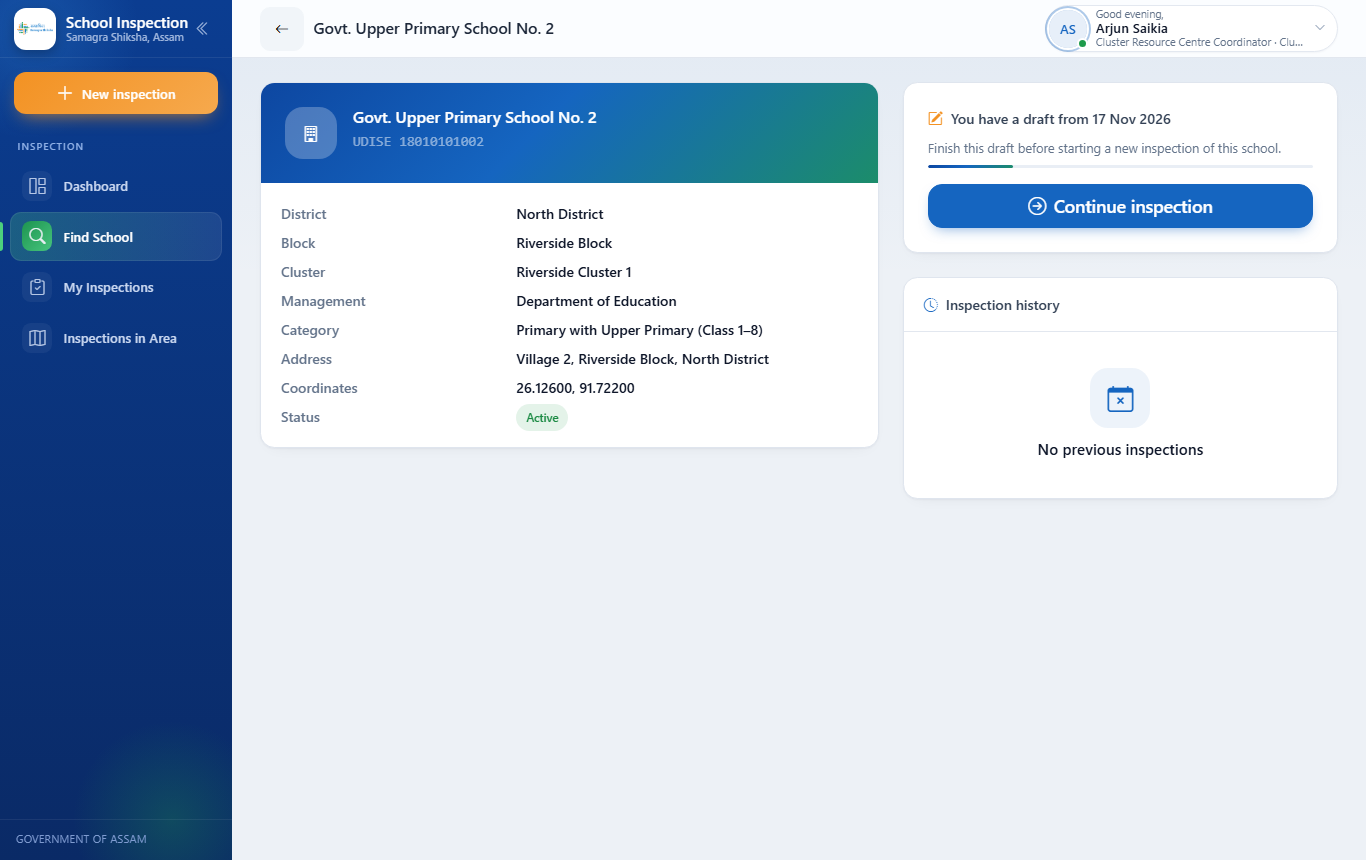 School Inspection
Samagra Shiksha, Assam
New inspection
INSPECTION
Dashboard
Find School
My Inspections
Inspections in Area
GOVERNMENT OF ASSAM
Govt. Upper Primary School No. 2
AS
Good evening,
Arjun Saikia
Cluster Resource Centre Coordinator · Clu...
Govt. Upper Primary School No. 2
UDISE 18010101002
District North District
Block Riverside Block
Cluster Riverside Cluster 1
Management Department of Education
Category Primary with Upper Primary (Class 1–8)
Address Village 2, Riverside Block, North District
Coordinates 26.12600, 91.72200
Status Active
You have a draft from 17 Nov 2026
Finish this draft before starting a new inspection of this school.
Continue inspection
Inspection history
No previous inspections